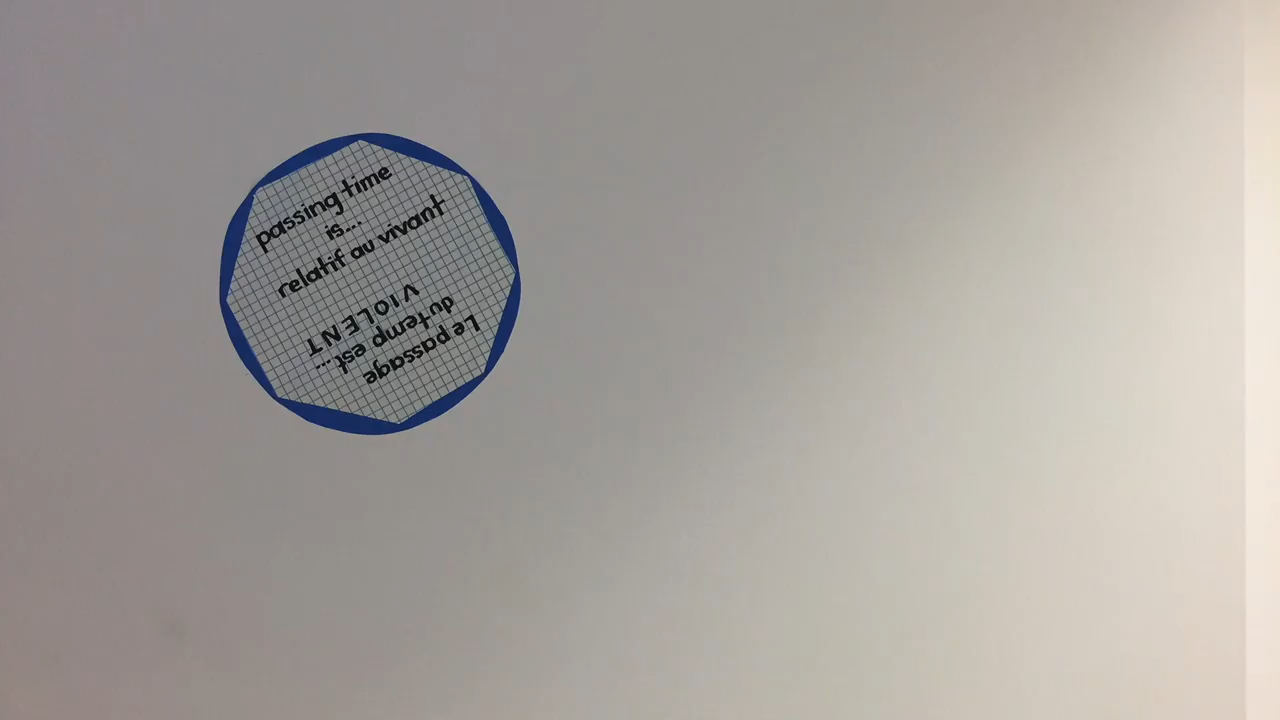 passing time
is...
relatif au vivant
Le passage
du temp est...
VIOLENT